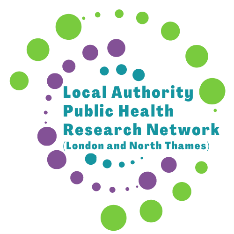 Local Authority
Public Health
Research Network
(London and North Thames)